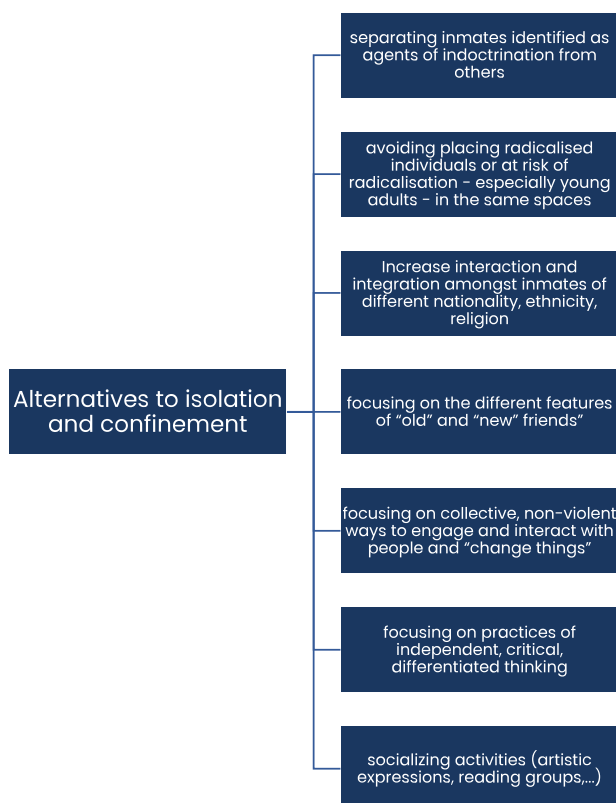 separating inmates identified as
agents of indoctrination from
others
avoiding placing radicalised
individuals or at risk of
radicalisation - especially young
adults - in the same spaces
Increase interaction and
integration amongst inmates of
different nationality, ethnicity,
religion
Alternatives to isolation
and confinement
focusing on the different features
of “old” and “new” friends”
focusing on collective, non-violent
ways to engage and interact with
people and “change things”
focusing on practices of
independent, critical,
differentiated thinking
socializing activities (artistic
expressions, reading groups,...)